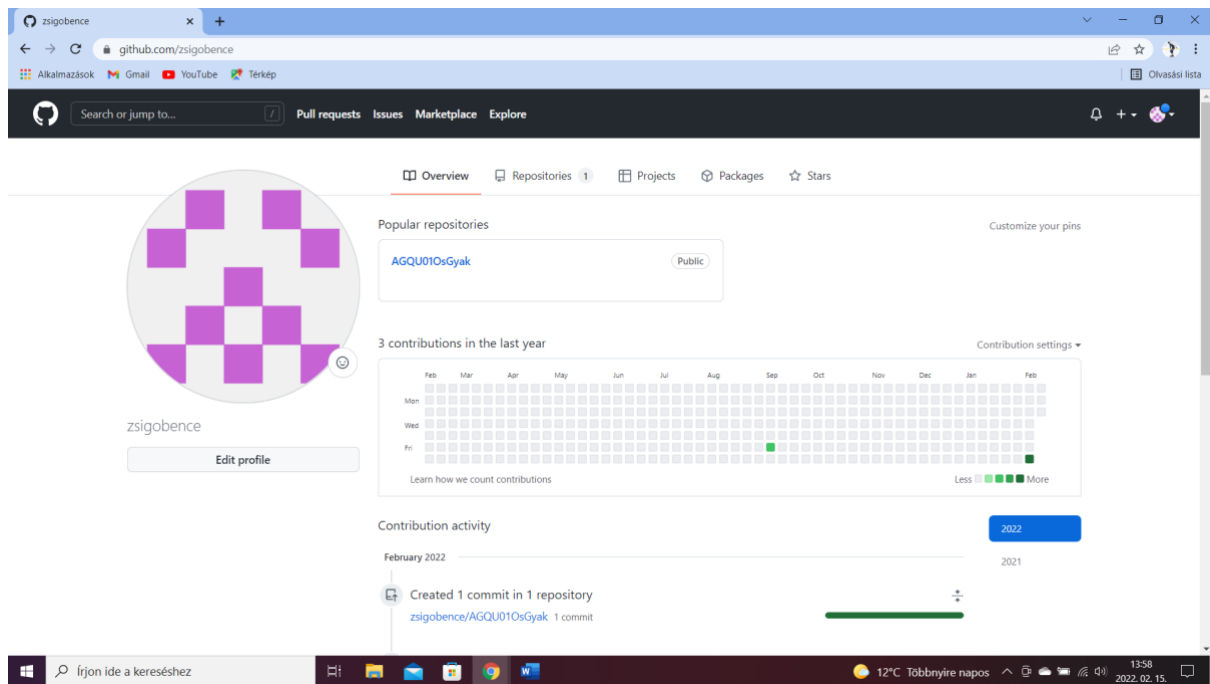 zsigobence
github.com/zsigobence
Alkalmazások Gmail YouTube Térkép Olvasási lista
Search or jump to... / Pull requests Issues Marketplace Explore
Overview Repositories 1 Projects Packages Stars
Popular repositories Customize your pins
AGQU01OsGyak Public
3 contributions in the last year Contribution settings
Feb Mar Apr May Jun Jul Aug Sep Oct Nov Dec Jan Feb
Mon
Wed
Fri
Learn how we count contributions Less More
zsigobence
Edit profile
Contribution activity 2022
February 2022 2021
Created 1 commit in 1 repository
zsigobence/AGQU01OsGyak 1 commit
Írjon ide a kereséshez 12°C Többnyire napos 13:58
2022. 02. 15.